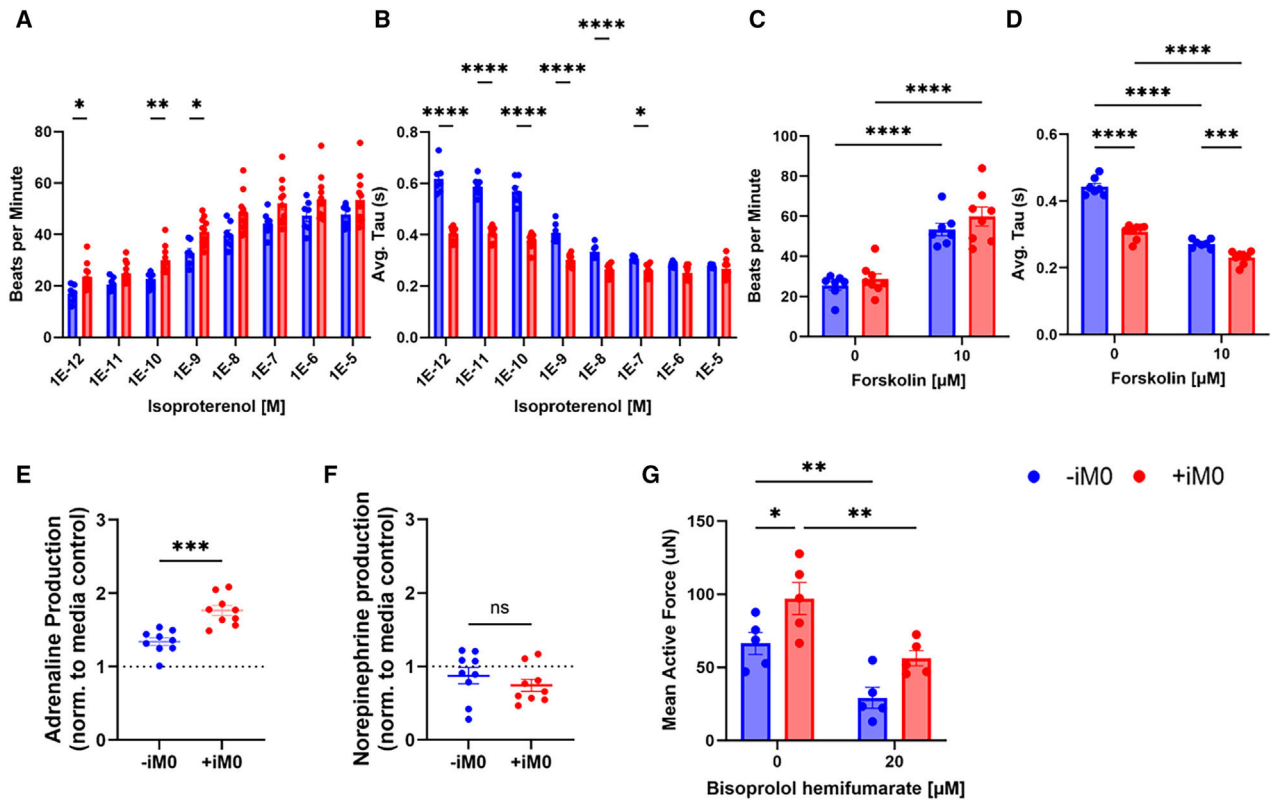 A
B
C
D
*
**
*
****
****
****
****
****
*
****
****
****
****
****
***
80
60
40
20
0
Beats per Minute
1E-12
1E-11
1E-10
1E-9
1E-8
1E-7
1E-6
1E-5
Isoproterenol [M]
0.8
0.6
0.4
0.2
0.0
Avg. Tau (s)
1E-12
1E-11
1E-10
1E-9
1E-8
1E-7
1E-6
1E-5
Isoproterenol [M]
100
80
60
40
20
0
Beats per Minute
0
10
Forskolin [µM]
0.6
0.4
0.2
0.0
Avg. Tau (s)
0
10
Forskolin [µM]
E
F
G
-iM0
+iM0
3
2
1
0
Adrenaline Production
(norm. to media control)
***
-iM0
+iM0
3
2
1
0
Norepinephrine production
(norm. to media control)
ns
-iM0
+iM0
150
100
50
0
Mean Active Force (uN)
**
*
**
0
20
Bisoprolol hemifumarate [µM]